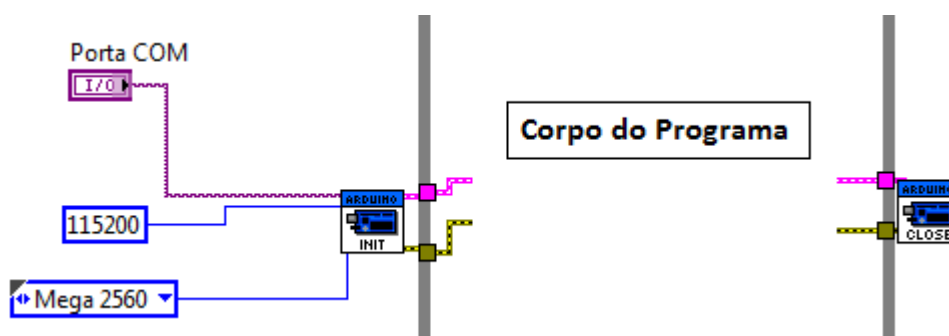 Porta COM
I/O
Corpo do Programa
ARDUINO
INIT
115200
Mega 2560
ARDUINO
CLOSE